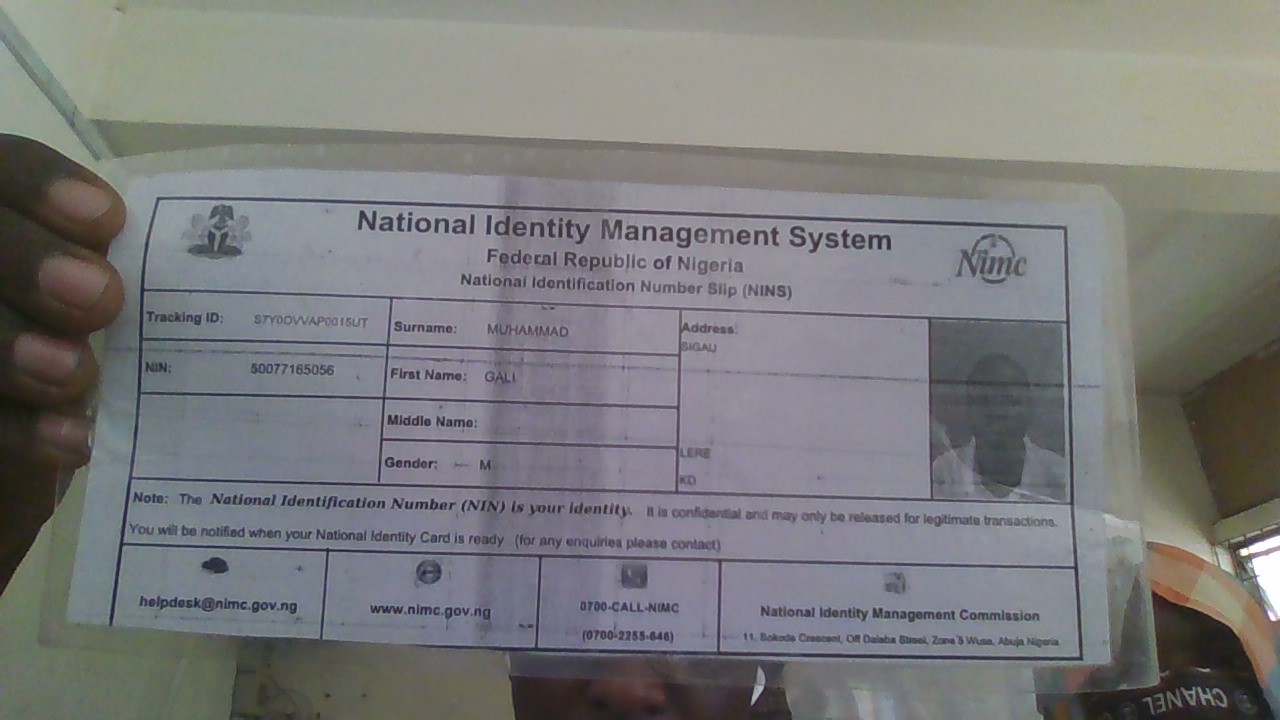 National Identity Management System
Federal Republic of Nigeria
National Identification Number Slip (NINS)
Nimc
Tracking ID: S7Y0OVVAP0015UT
Surname: MUHAMMAD
Address:
SIGAU
NIN: 50077165056
First Name: GALI
Middle Name:
Gender: M
LERE
KD
Note: The National Identification Number (NIN) is your identity. It is confidential and may only be released for legitimate transactions.
You will be notified when your National Identity Card is ready (for any enquiries please contact)
helpdesk@nimc.gov.ng
www.nimc.gov.ng
0700-CALL-NIMC
(0700-2255-646)
National Identity Management Commission
11, Sokode Crescent, Off Dalaba Street, Zone 5 Wuse, Abuja Nigeria
CHANEL